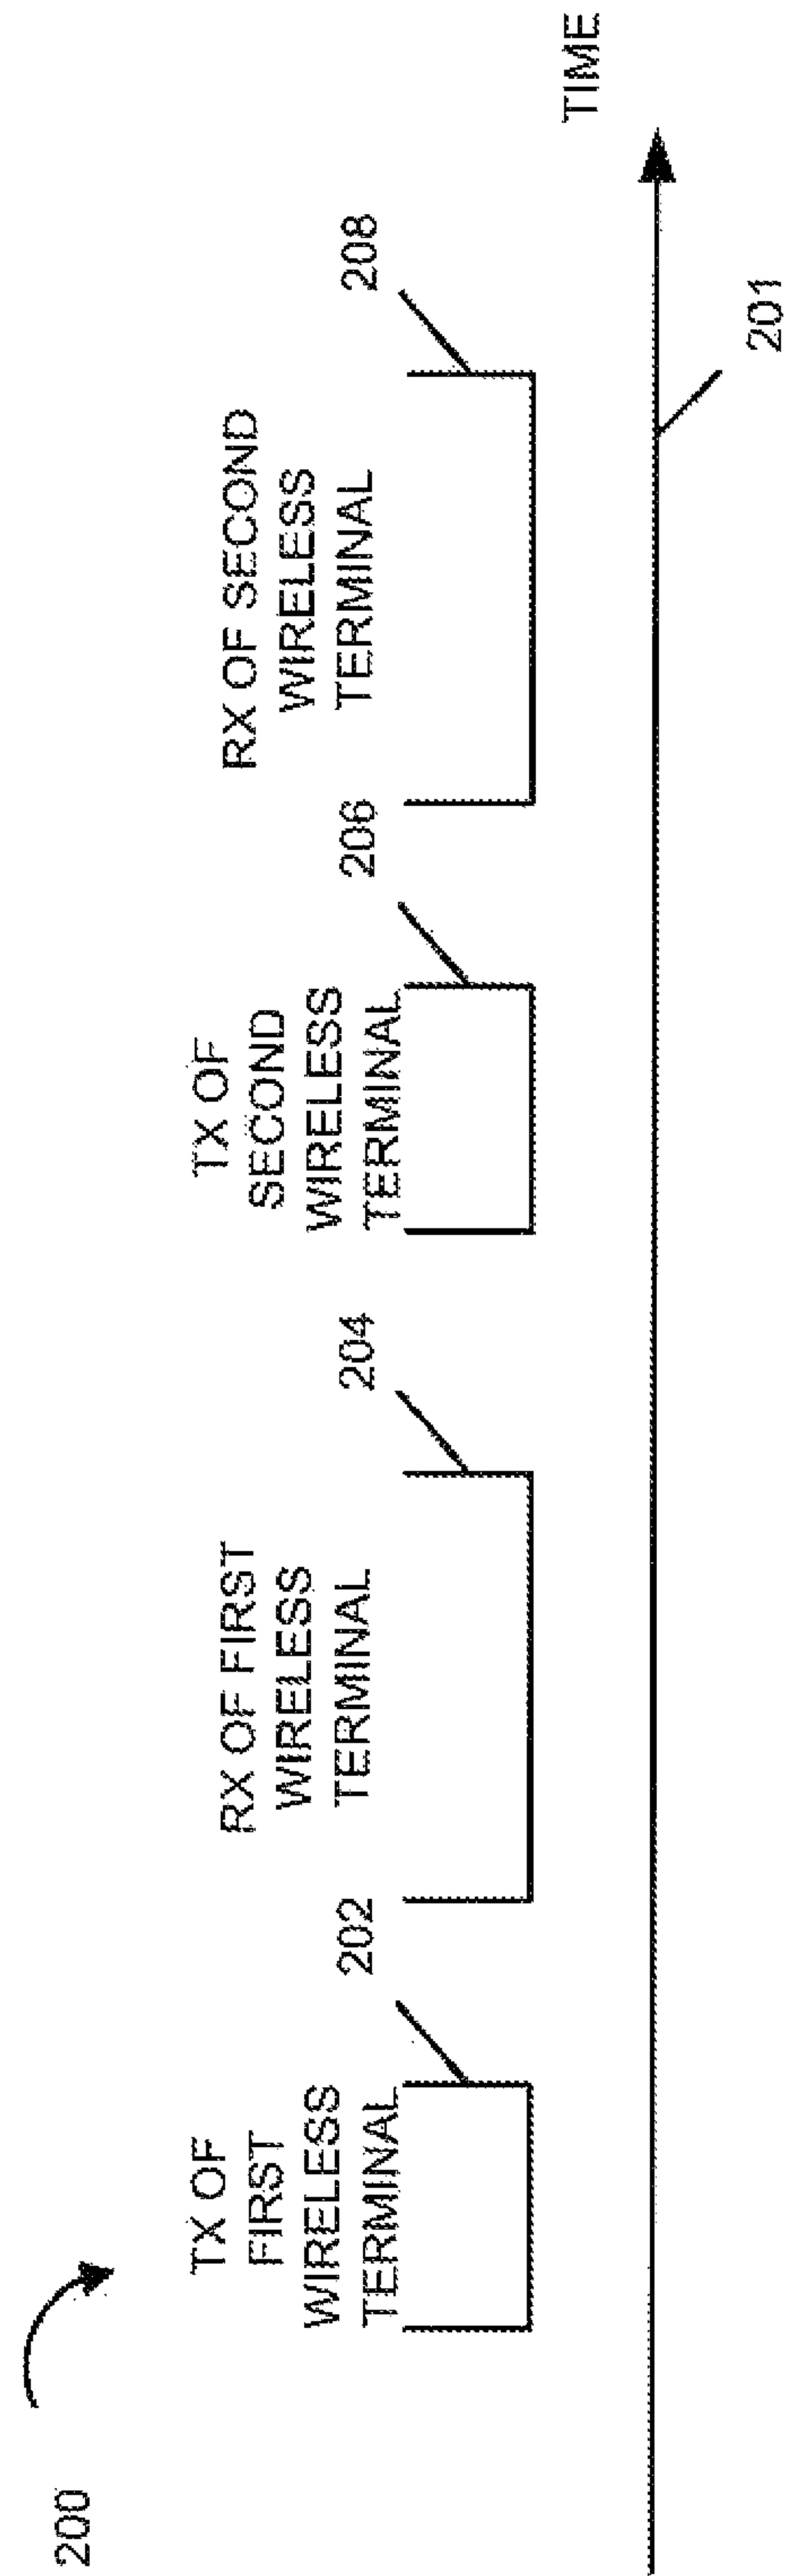 200
TX OF
FIRST
WIRELESS
TERMINAL
202
RX OF FIRST
WIRELESS
TERMINAL
204
TX OF
SECOND
WIRELESS
TERMINAL
206
RX OF SECOND
WIRELESS
TERMINAL
208
TIME
201